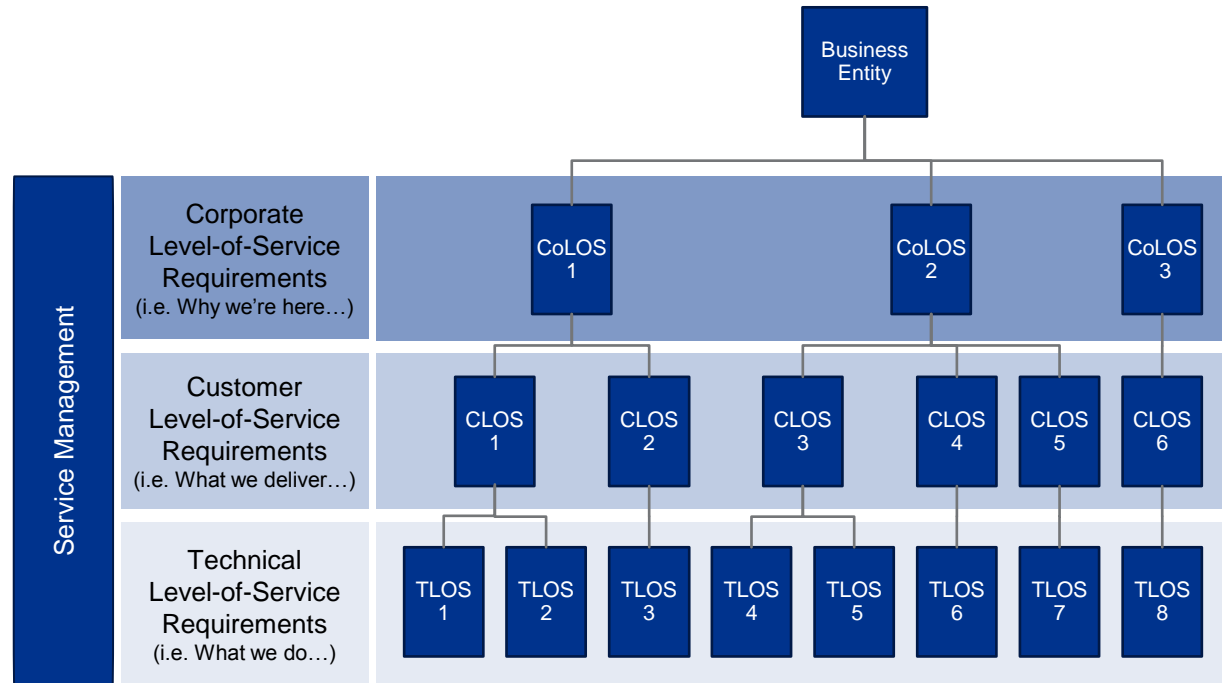 Business
Entity
Service Management
Corporate
Level-of-Service
Requirements
(i.e. Why we’re here…)
CoLOS
1
CoLOS
2
CoLOS
3
Customer
Level-of-Service
Requirements
(i.e. What we deliver…)
CLOS
1
CLOS
2
CLOS
3
CLOS
4
CLOS
5
CLOS
6
Technical
Level-of-Service
Requirements
(i.e. What we do…)
TLOS
1
TLOS
2
TLOS
3
TLOS
4
TLOS
5
TLOS
6
TLOS
7
TLOS
8